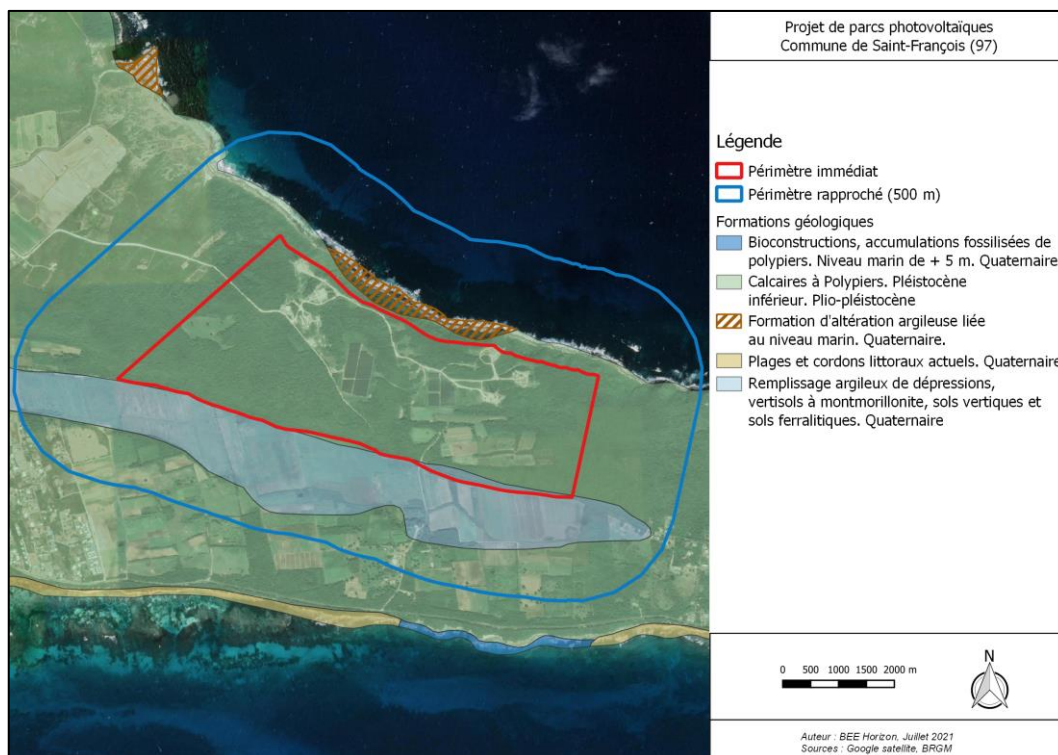 Projet de parcs photovoltaïques
Commune de Saint-François (97)
Légende
Périmètre immédiat
Périmètre rapproché (500 m)
Formations géologiques
Bioconstructions, accumulations fossilisées de
polypiers. Niveau marin de + 5 m. Quaternaire
Calcaires à Polypiers. Pléistocène
inférieur. Plio-pléistocène
Formation d'altération argileuse liée
au niveau marin. Quaternaire.
Plages et cordons littoraux actuels. Quaternaire
Remplissage argileux de dépressions,
vertisols à montmorillonite, sols vertiques et
sols ferralitiques. Quaternaire
0 500 1000 1500 2000 m
N
Auteur : BEE Horizon, Juillet 2021
Sources : Google satellite, BRGM